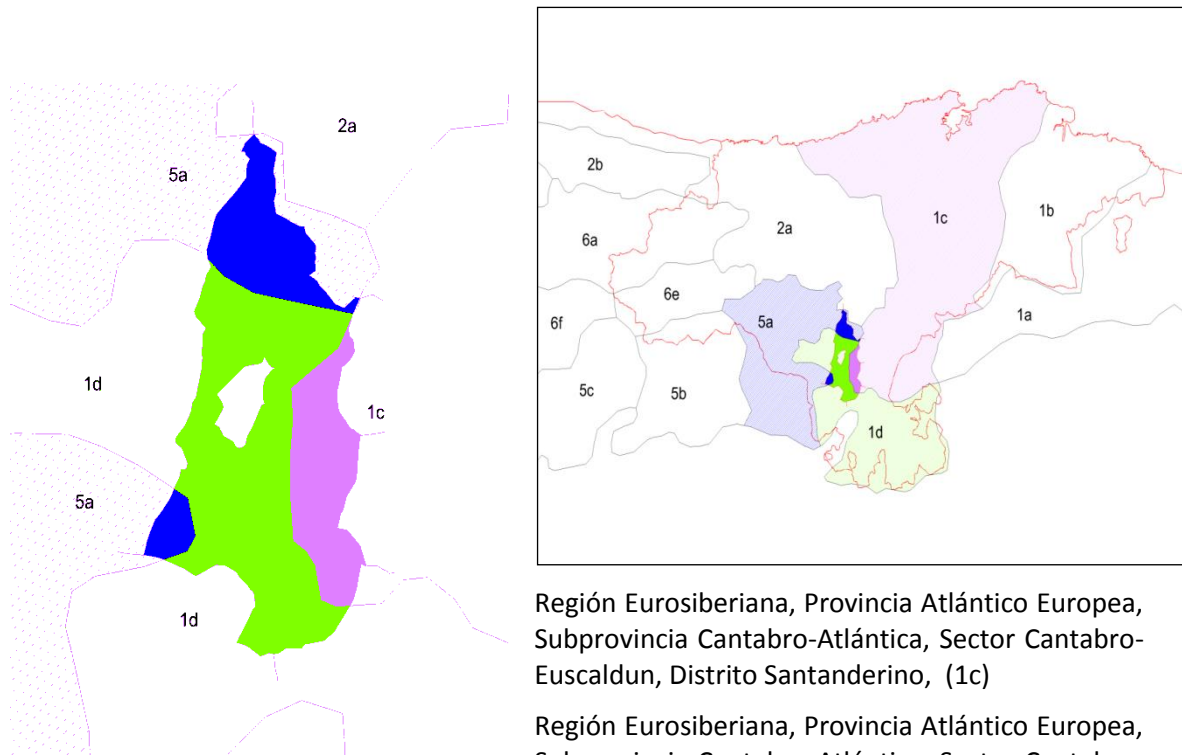 2a
5a
1d
1c
5a
1d
2b
1c
1b
2a
6a
6e
1a
5a
6f
5c
5b
1d
Región Eurosiberiana, Provincia Atlántico Europea,
Subprovincia Cantabro-Atlántica, Sector Cantabro-
Euscaldun, Distrito Santanderino, (1c)
Región Eurosiberiana, Provincia Atlántico Europea,